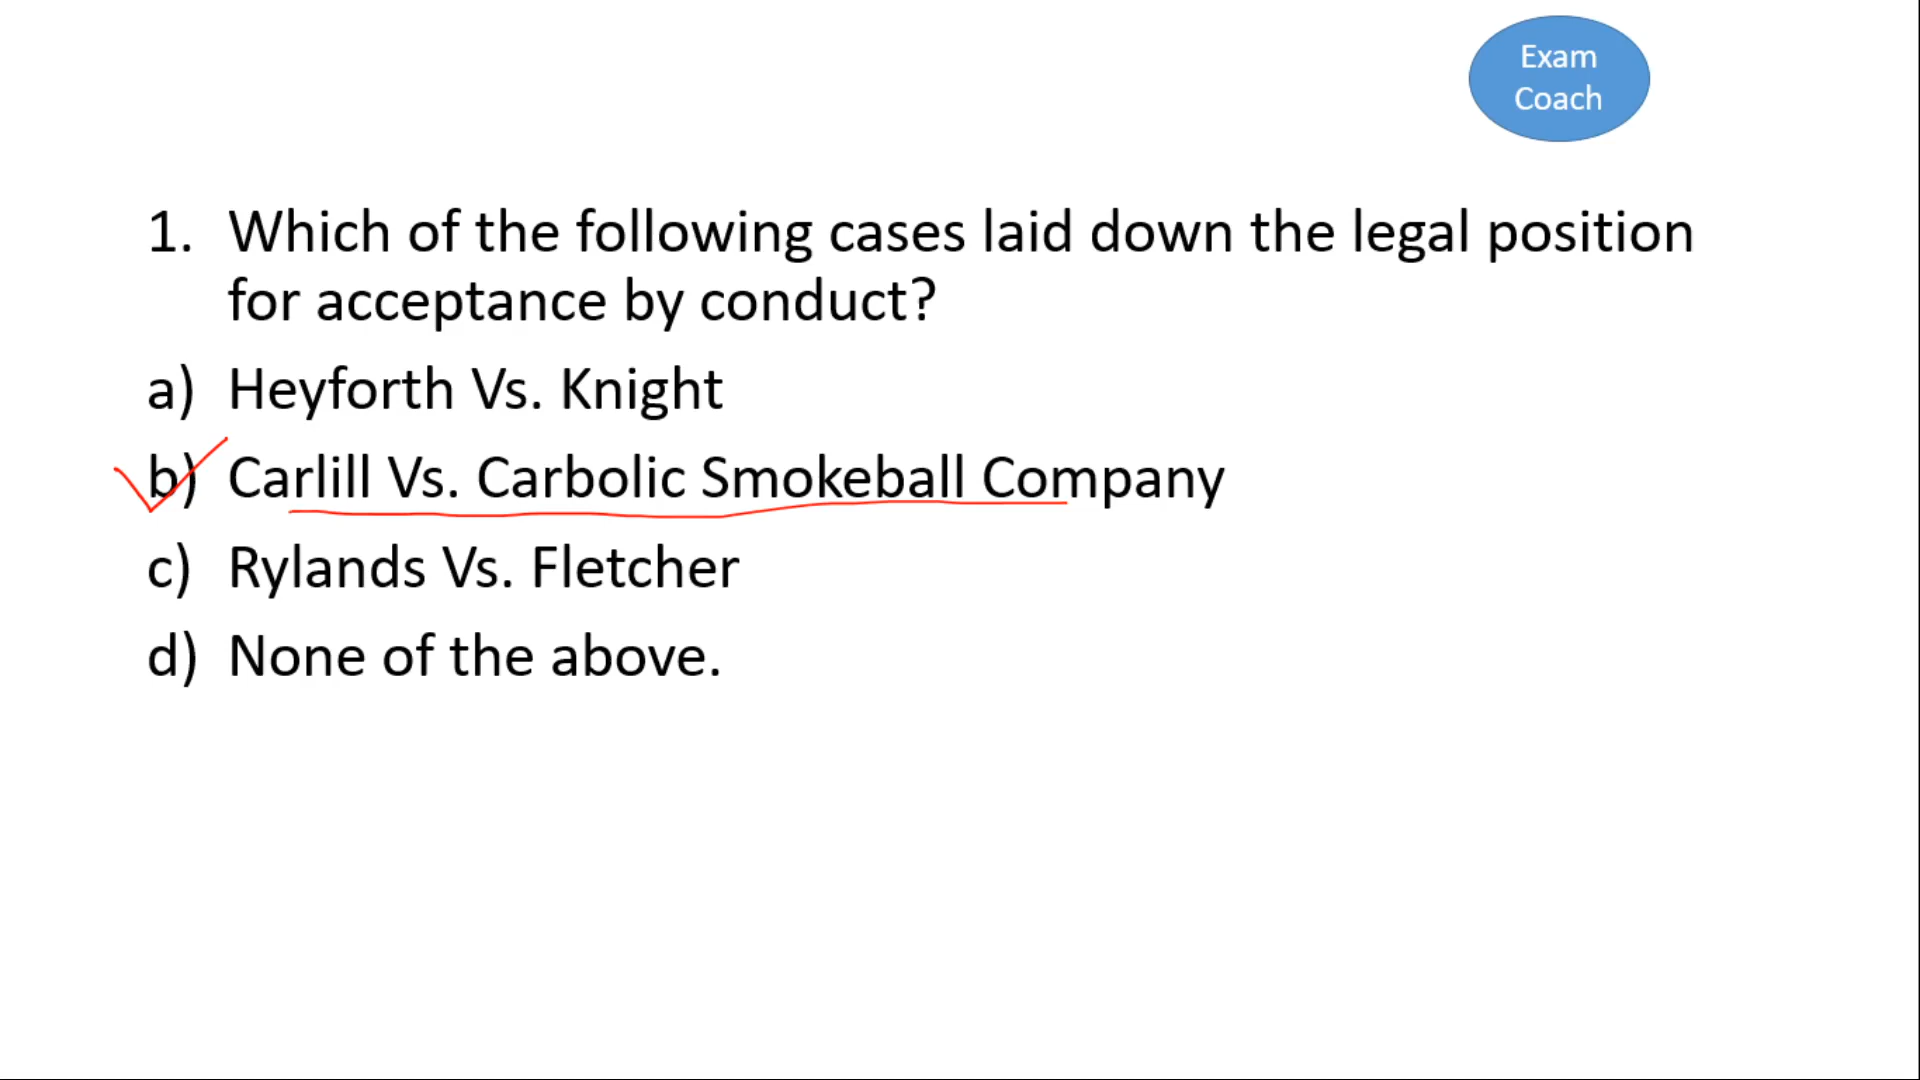 Exam
Coach
1. Which of the following cases laid down the legal position
for acceptance by conduct?
a) Heyforth Vs. Knight
b) Carlill Vs. Carbolic Smokeball Company
c) Rylands Vs. Fletcher
d) None of the above.